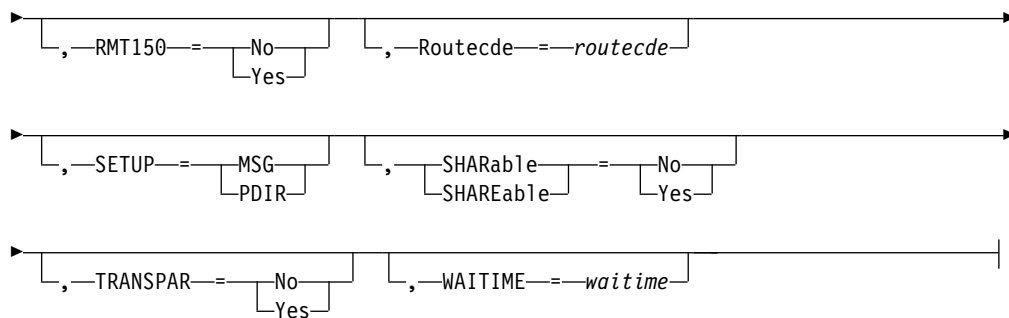 ,—RMT150—=—No ,—Routecde—=—routecde
Yes
,—SETUP—=—MSG ,—SHARable—=—No
PDIR SHAREable Yes
,—TRANSPAR—=—No ,—WAITIME—=—waitime
Yes